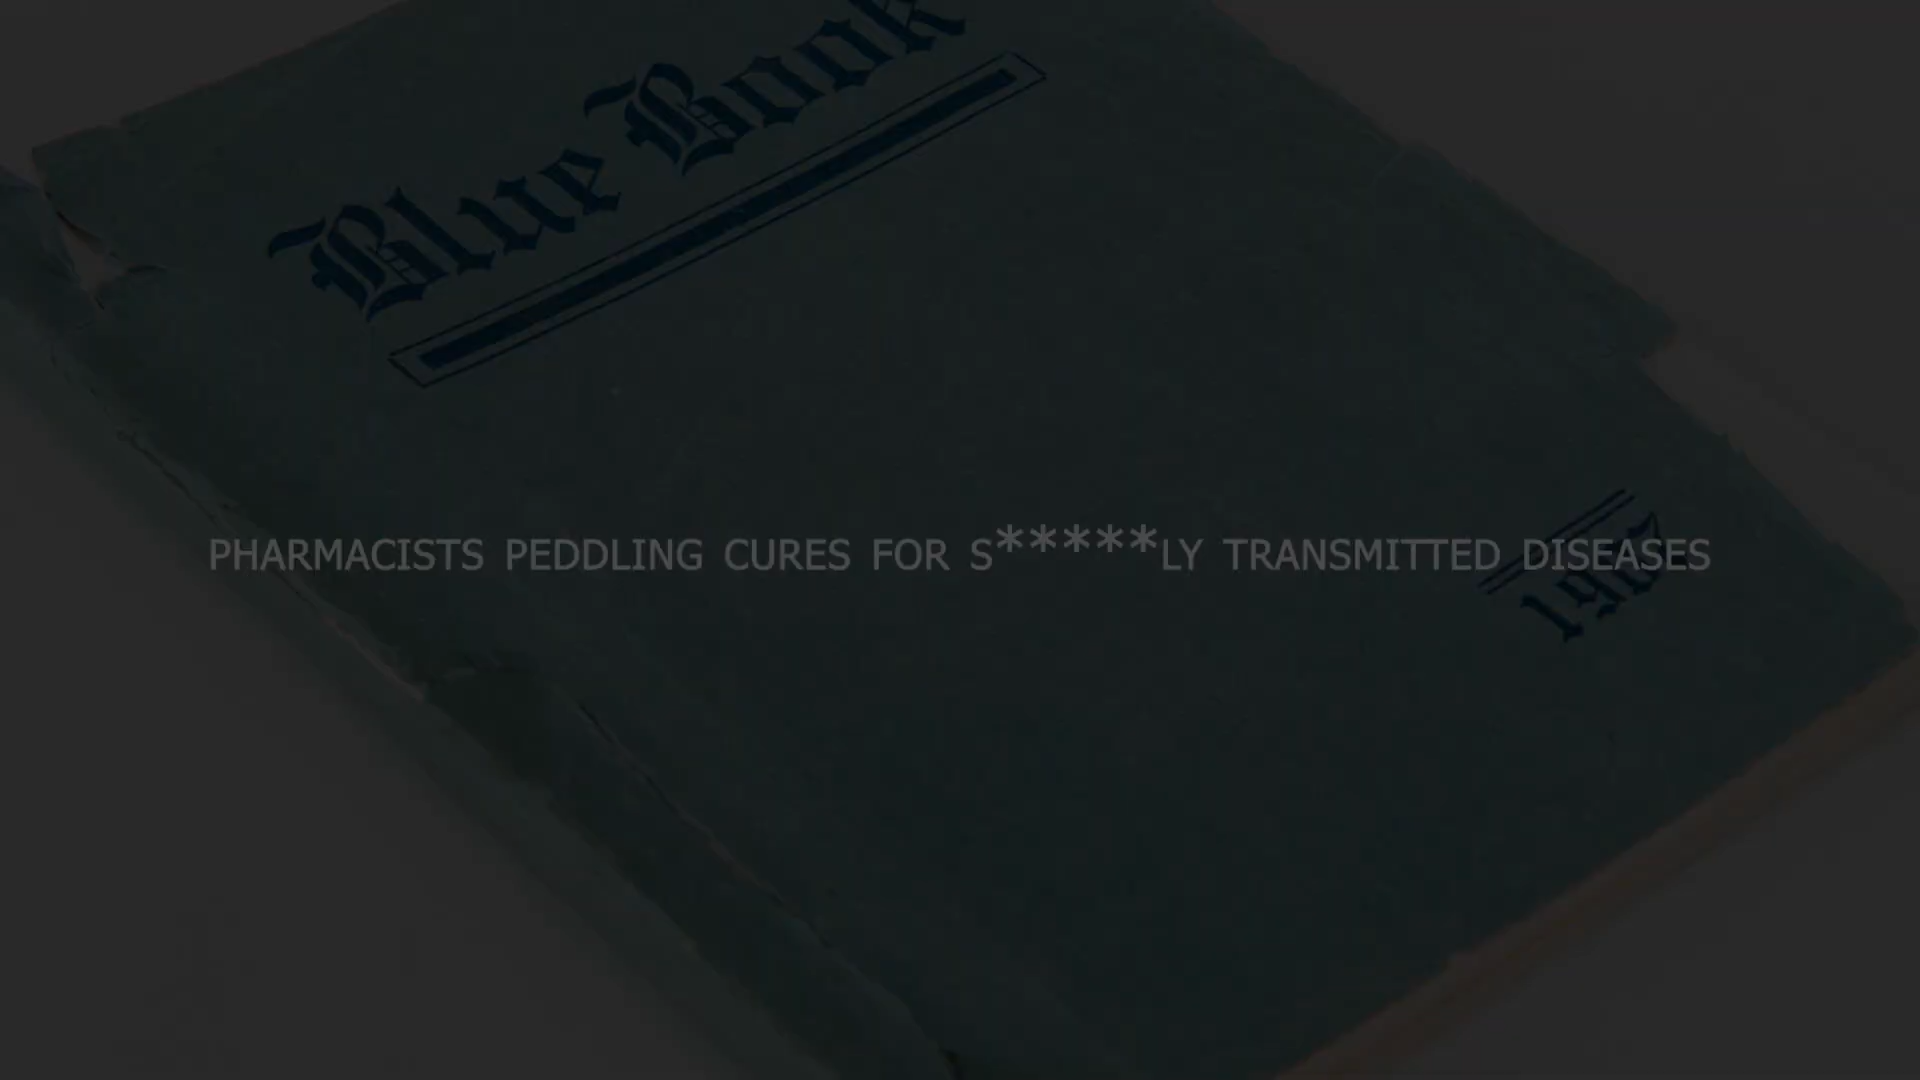 Blue Book
PHARMACISTS PEDDLING CURES FOR S*****LY TRANSMITTED DISEASES